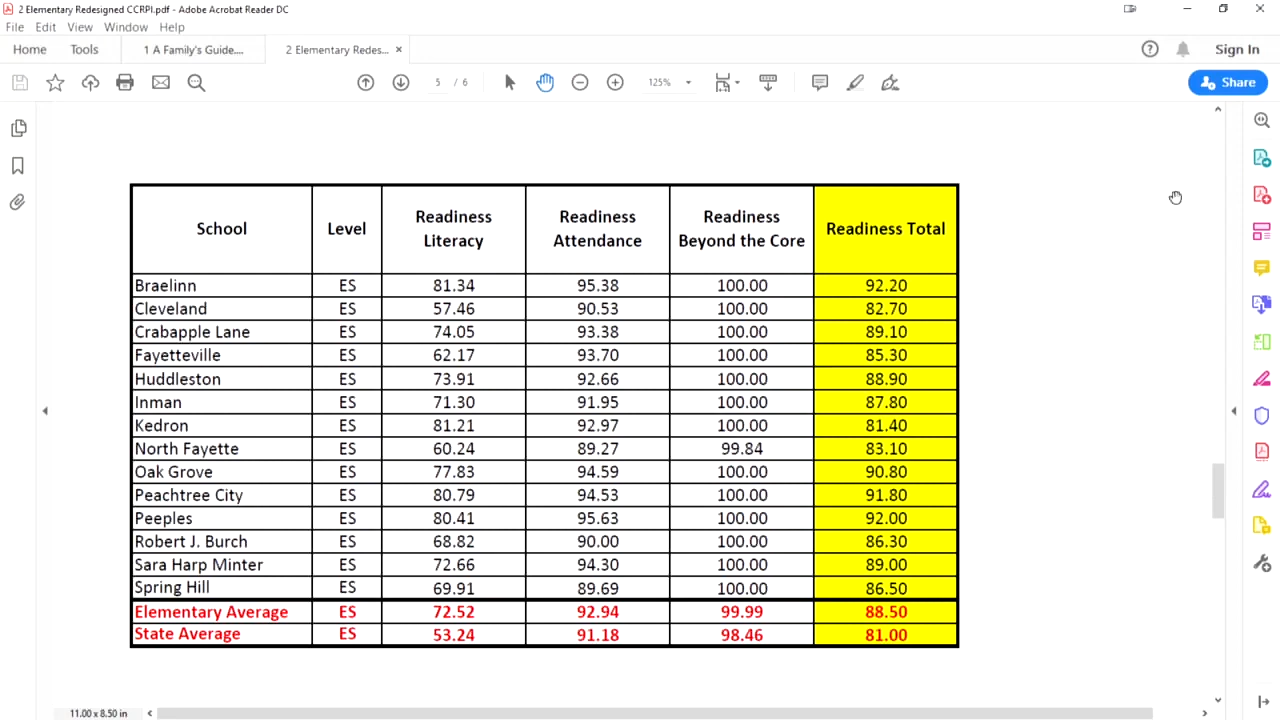 2 Elementary Redesigned CCRPI.pdf - Adobe Acrobat Reader DC
File Edit View Window Help
Home Tools 1 A Family's Guide.... 2 Elementary Redes... × Sign In
5 / 6 125% Share
School Level Readiness Literacy Readiness Attendance Readiness Beyond the Core Readiness Total
Braelinn ES 81.34 95.38 100.00 92.20
Cleveland ES 57.46 90.53 100.00 82.70
Crabapple Lane ES 74.05 93.38 100.00 89.10
Fayetteville ES 62.17 93.70 100.00 85.30
Huddleston ES 73.91 92.66 100.00 88.90
Inman ES 71.30 91.95 100.00 87.80
Kedron ES 81.21 92.97 100.00 81.40
North Fayette ES 60.24 89.27 99.84 83.10
Oak Grove ES 77.83 94.59 100.00 90.80
Peachtree City ES 80.79 94.53 100.00 91.80
Peeples ES 80.41 95.63 100.00 92.00
Robert J. Burch ES 68.82 90.00 100.00 86.30
Sara Harp Minter ES 72.66 94.30 100.00 89.00
Spring Hill ES 69.91 89.69 100.00 86.50
Elementary Average ES 72.52 92.94 99.99 88.50
State Average ES 53.24 91.18 98.46 81.00
11.00 x 8.50 in